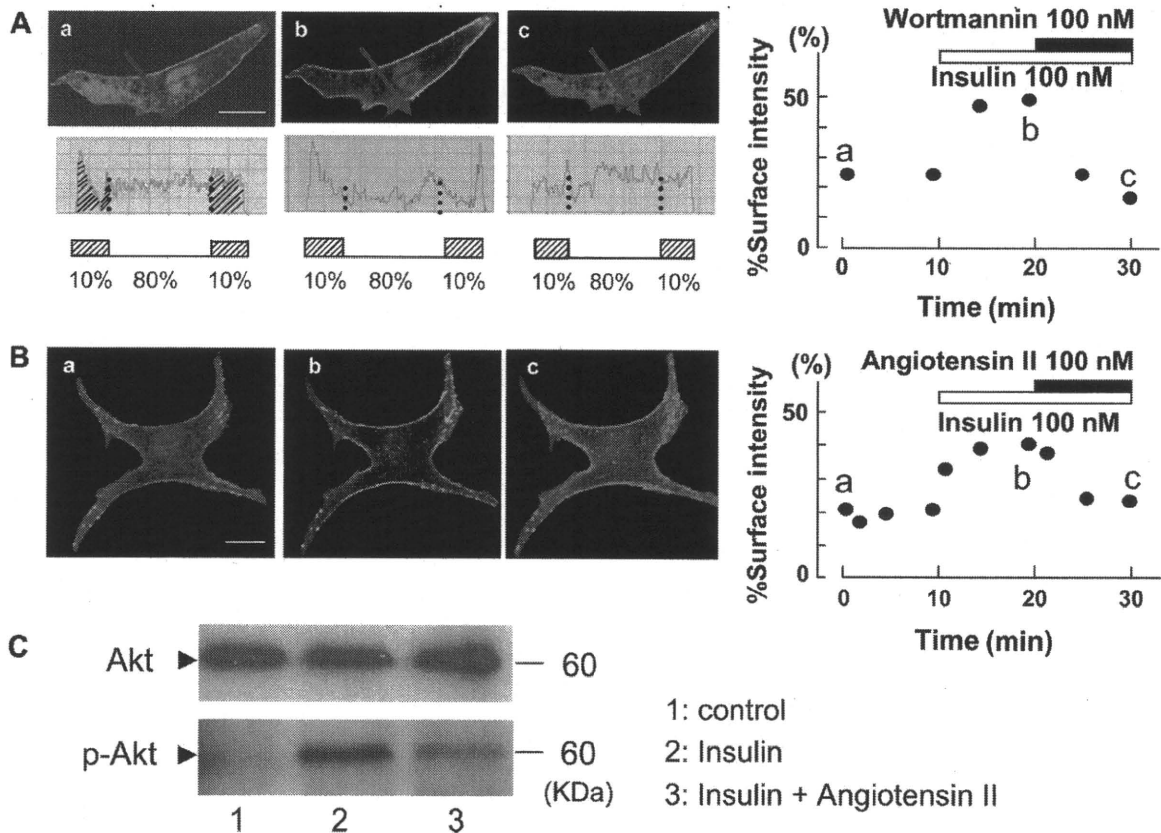 A
a
b
c
10% 80% 10%
10% 80% 10%
10% 80% 10%
Wortmannin 100 nM
Insulin 100 nM
(%)
%Surface intensity
50
0
a
b
c
0 10 20 30
Time (min)
B
a
b
c
Angiotensin II 100 nM
Insulin 100 nM
(%)
%Surface intensity
50
0
a
b
c
0 10 20 30
Time (min)
C
Akt
60
p-Akt
60
(KDa)
1 2 3
1: control
2: Insulin
3: Insulin + Angiotensin II